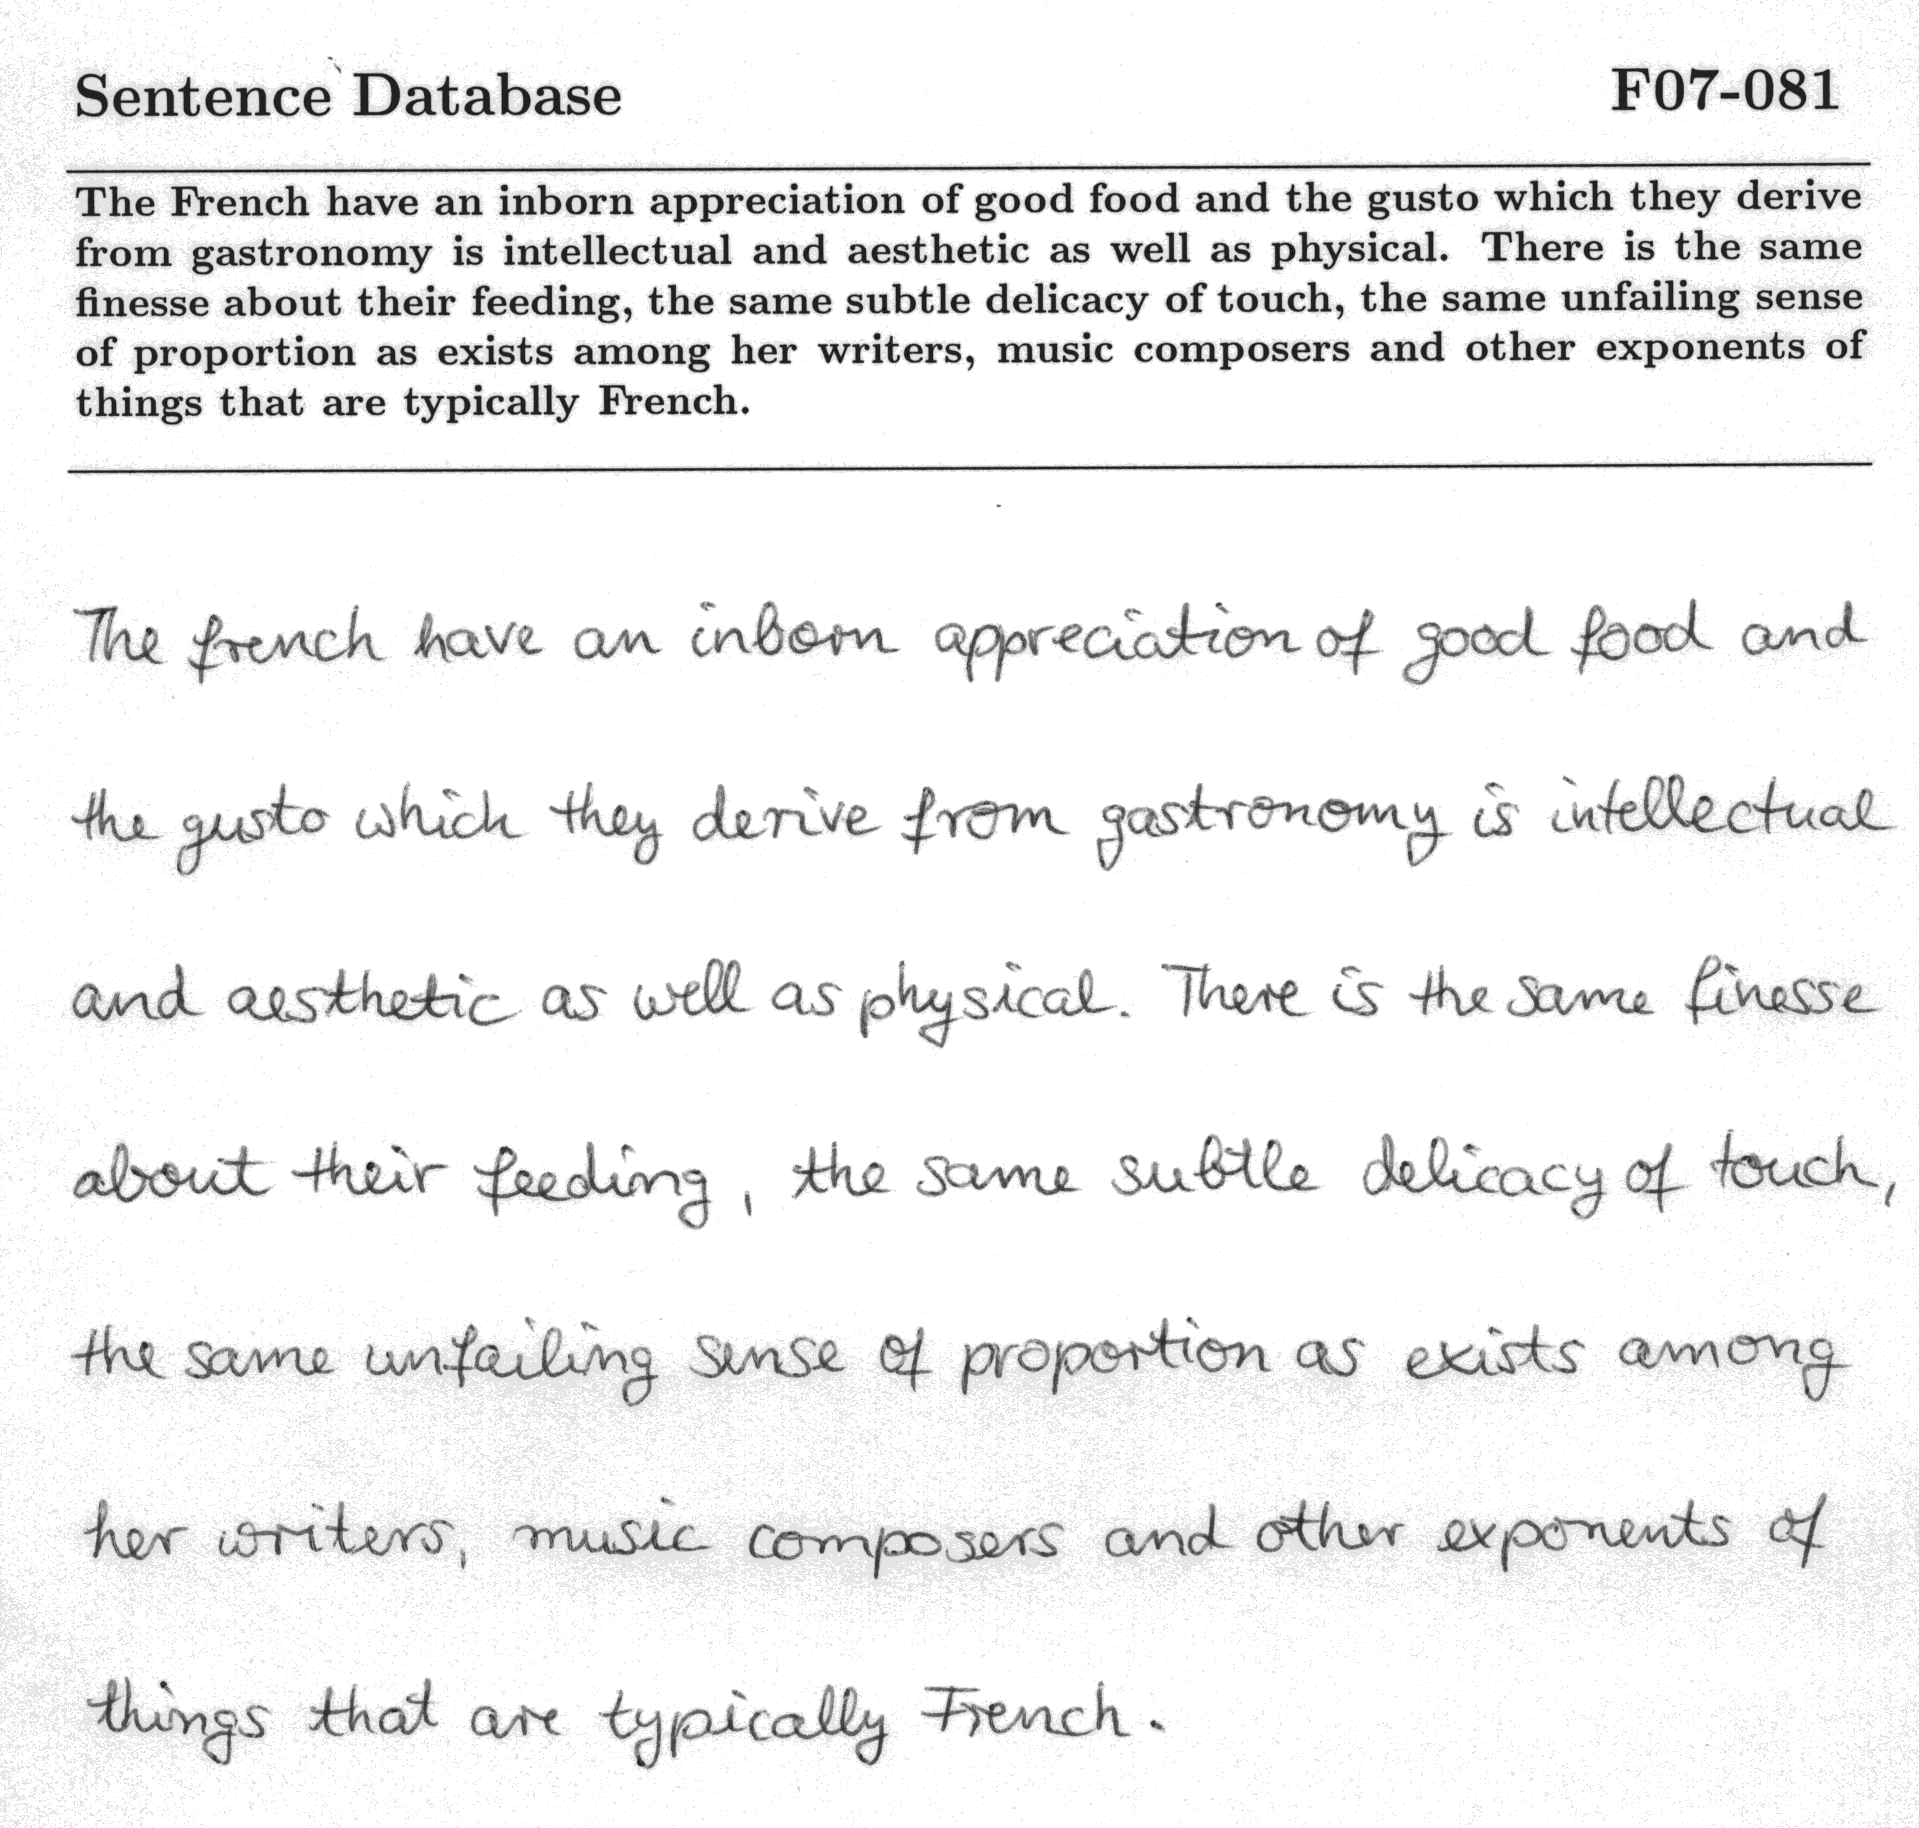 Sentence Database F07-081
The French have an inborn appreciation of good food and the gusto which they derive
from gastronomy is intellectual and aesthetic as well as physical. There is the same
finesse about their feeding, the same subtle delicacy of touch, the same unfailing sense
of proportion as exists among her writers, music composers and other exponents of
things that are typically French.
The french have an inborn appreciation of good food and
the gusto which they derive from gastronomy is intellectual
and aesthetic as well as physical. There is the same finesse
about their feeding, the same subtle delicacy of touch,
the same unfailing sense of proportion as exists among
her writers, music composers and other exponents of
things that are typically French.